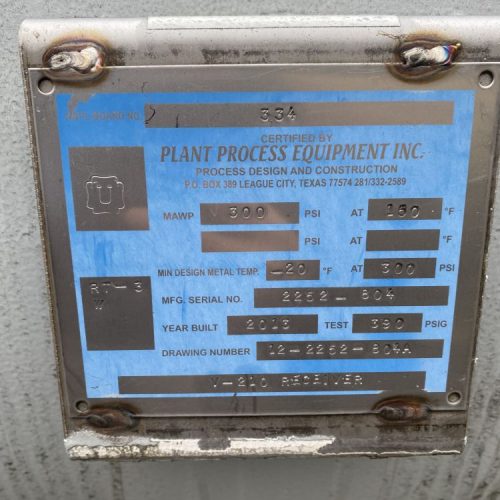 334
CERTIFIED BY
PLANT PROCESS EQUIPMENT INC.
PROCESS DESIGN AND CONSTRUCTION
P.O. BOX 389 LEAGUE CITY, TEXAS 77574 281/332-2589
U
MAWP 300 PSI AT 150 °F
PSI AT °F
MIN DESIGN METAL TEMP. -20 °F AT 300 PSI
RT-3
W
MFG. SERIAL NO. 2252-804
YEAR BUILT 2013 TEST 390 PSIG
DRAWING NUMBER 12-2252-804A
V-210 RECEIVER